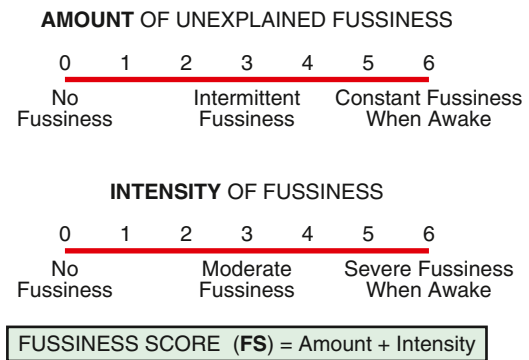 AMOUNT OF UNEXPLAINED FUSSINESS
0 1 2 3 4 5 6
No Intermittent Constant Fussiness
Fussiness Fussiness When Awake
INTENSITY OF FUSSINESS
0 1 2 3 4 5 6
No Moderate Severe Fussiness
Fussiness Fussiness When Awake
FUSSINESS SCORE (FS) = Amount + Intensity